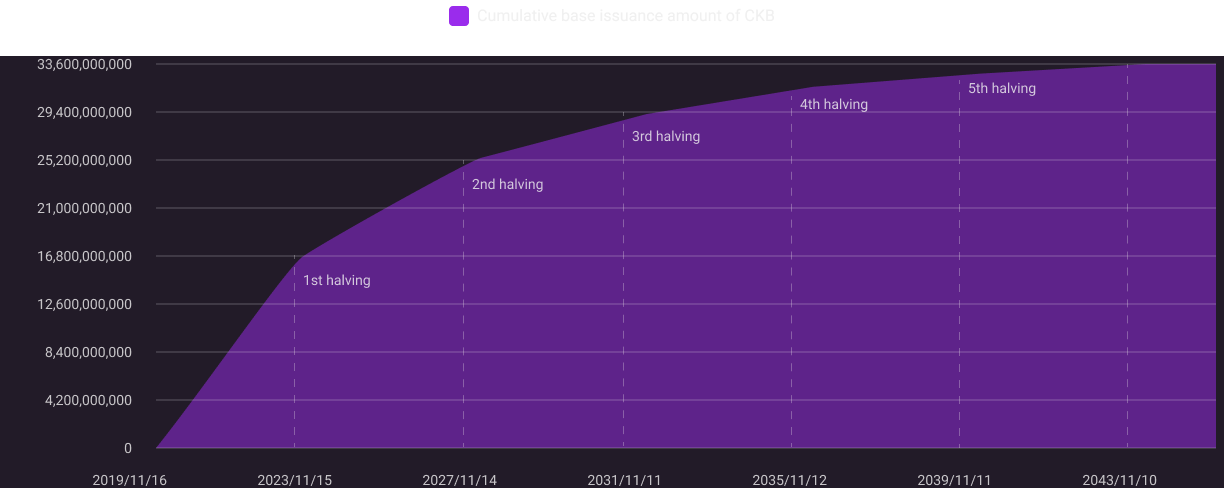 Cumulative base issuance amount of CKB
33,600,000,000
29,400,000,000
25,200,000,000
21,000,000,000
16,800,000,000
12,600,000,000
8,400,000,000
4,200,000,000
0
5th halving
4th halving
3rd halving
2nd halving
1st halving
2019/11/16
2023/11/15
2027/11/14
2031/11/11
2035/11/12
2039/11/11
2043/11/10